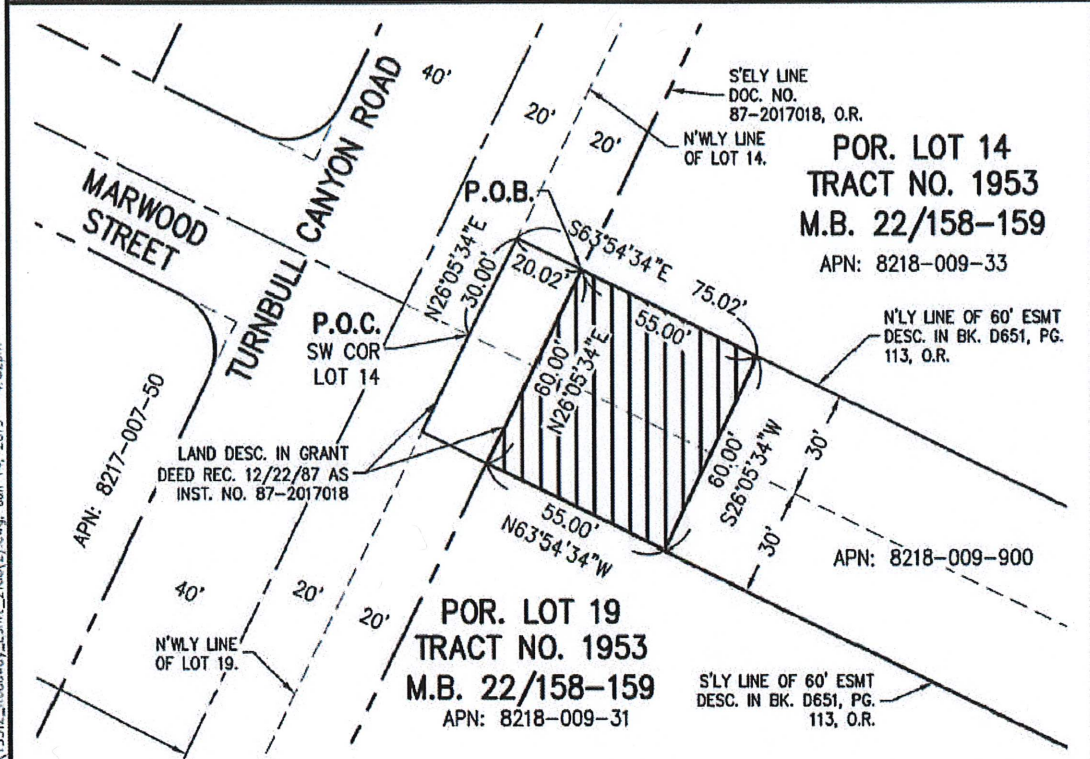 40'
TURNBULL CANYON ROAD
20'
20'
S'ELY LINE
DOC. NO.
87-2017018, O.R.
N'WLY LINE
OF LOT 14.
POR. LOT 14
TRACT NO. 1953
M.B. 22/158-159
APN: 8218-009-33
MARWOOD
STREET
P.O.B.
S63°54'34"E
20.02'
75.02'
N26°05'34"E
30.00'
55.00'
P.O.C.
SW COR
LOT 14
60.00'
N26°05'34"E
N'LY LINE OF 60' ESMT
DESC. IN BK. D651, PG.
113, O.R.
60.00'
S26°05'34"W
30'
30'
APN: 8217-007-50
LAND DESC. IN GRANT
DEED REC. 12/22/87 AS
INST. NO. 87-2017018
55.00'
N63°54'34"W
APN: 8218-009-900
40'
20'
20'
N'WLY LINE
OF LOT 19.
POR. LOT 19
TRACT NO. 1953
M.B. 22/158-159
APN: 8218-009-31
S'LY LINE OF 60' ESMT
DESC. IN BK. D651, PG.
113, O.R.